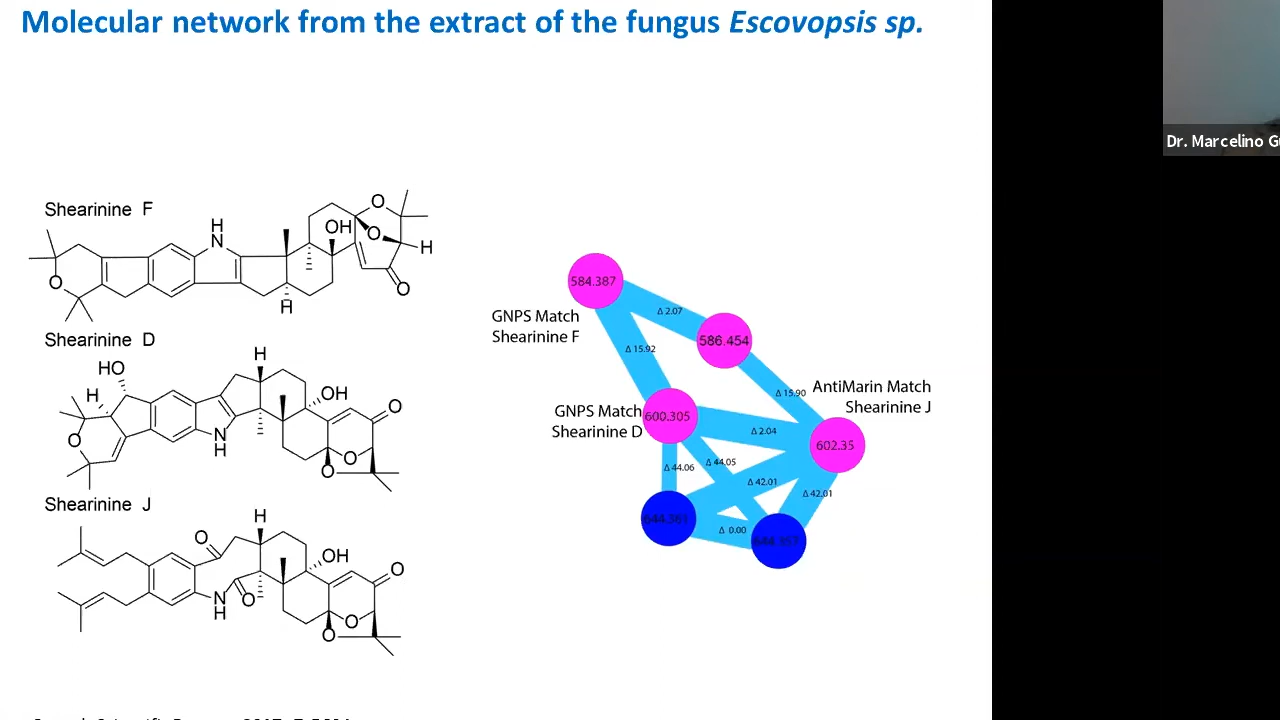 Molecular network from the extract of the fungus Escovopsis sp.
Dr. Marcelino G
Shearinine F
H
N
OH
O
O
H
O
O
H
584.387
GNPS Match
Shearinine F
Δ 2.07
586.454
Δ 15.92
Shearinine D
HO
H
H
OH
O
O
N
H
O
O
Δ 15.90
AntiMarin Match
Shearinine J
GNPS Match
Shearinine D
600.305
Δ 2.04
602.35
Δ 44.06
Δ 44.05
Δ 42.01
Δ 42.01
Δ 0.00
Shearinine J
H
O
OH
O
N
H
O
O
O